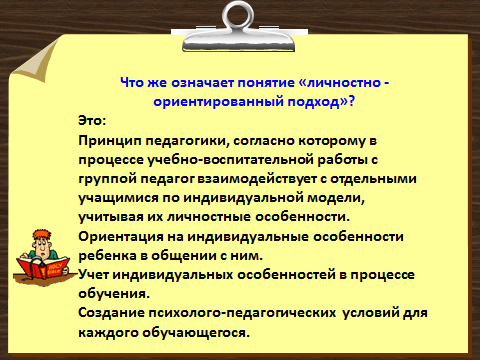 Что же означает понятие «личностно -
ориентированный подход»?
Это:
Принцип педагогики, согласно которому в
процессе учебно-воспитательной работы с
группой педагог взаимодействует с отдельными
учащимися по индивидуальной модели,
учитывая их личностные особенности.
Ориентация на индивидуальные особенности
ребенка в общении с ним.
Учет индивидуальных особенностей в процессе
обучения.
Создание психолого-педагогических условий для
каждого обучающегося.